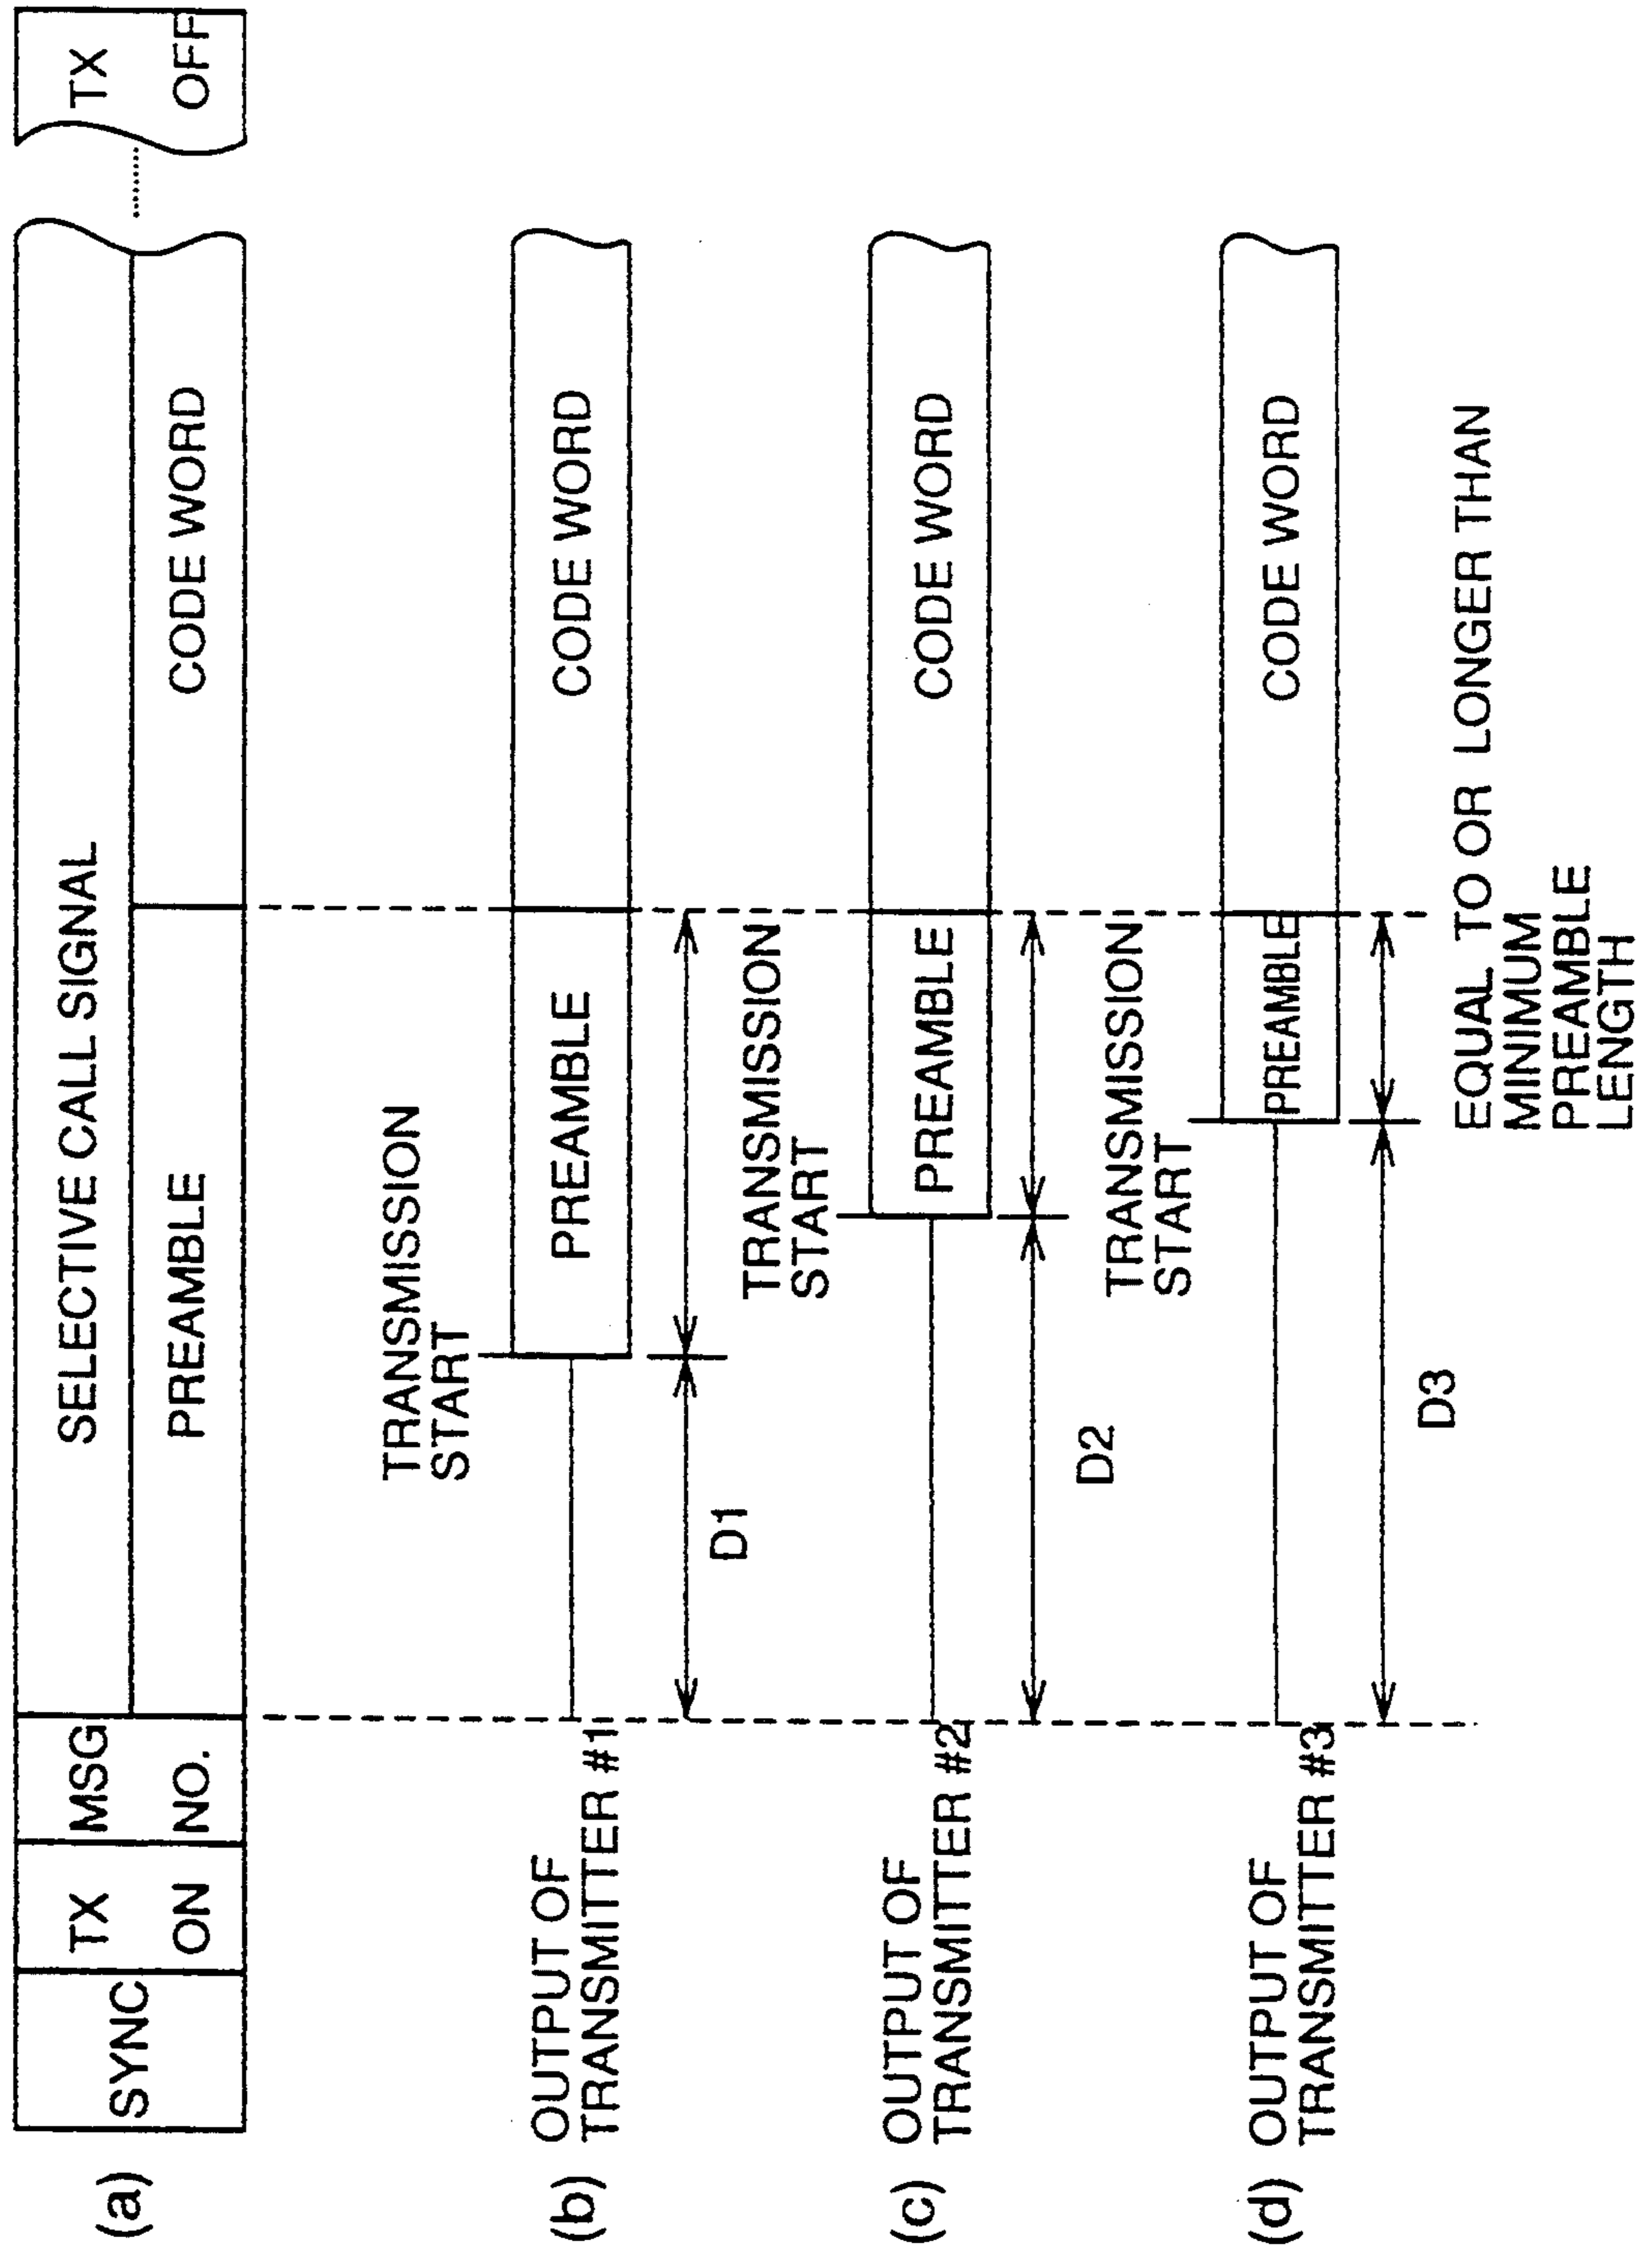 (a)
SYNC
TX
ON
MSG
NO.
SELECTIVE CALL SIGNAL
PREAMBLE
CODE WORD
TX
OFF
(b)
OUTPUT OF
TRANSMITTER #1
TRANSMISSION
START
PREAMBLE
CODE WORD
D1
(c)
OUTPUT OF
TRANSMITTER #2
TRANSMISSION
START
PREAMBLE
CODE WORD
D2
(d)
OUTPUT OF
TRANSMITTER #3
TRANSMISSION
START
PREAMBLE
CODE WORD
D3
EQUAL TO OR LONGER THAN
MINIMUM
PREAMBLE
LENGTH